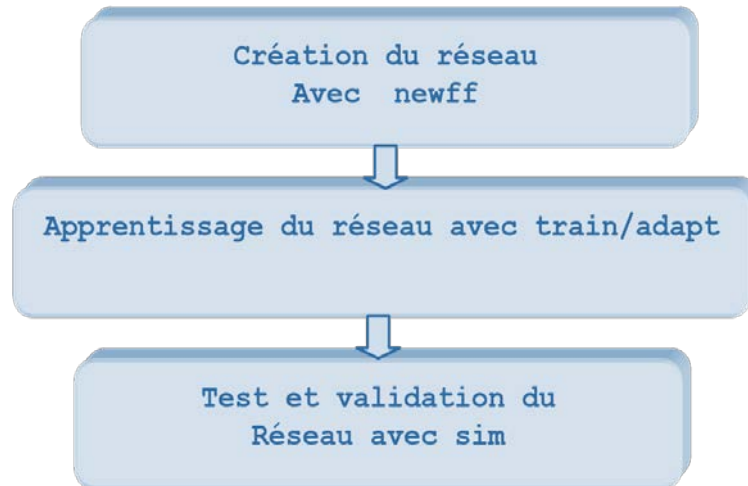 Création du réseau
Avec newff
Apprentissage du réseau avec train/adapt
Test et validation du
Réseau avec sim